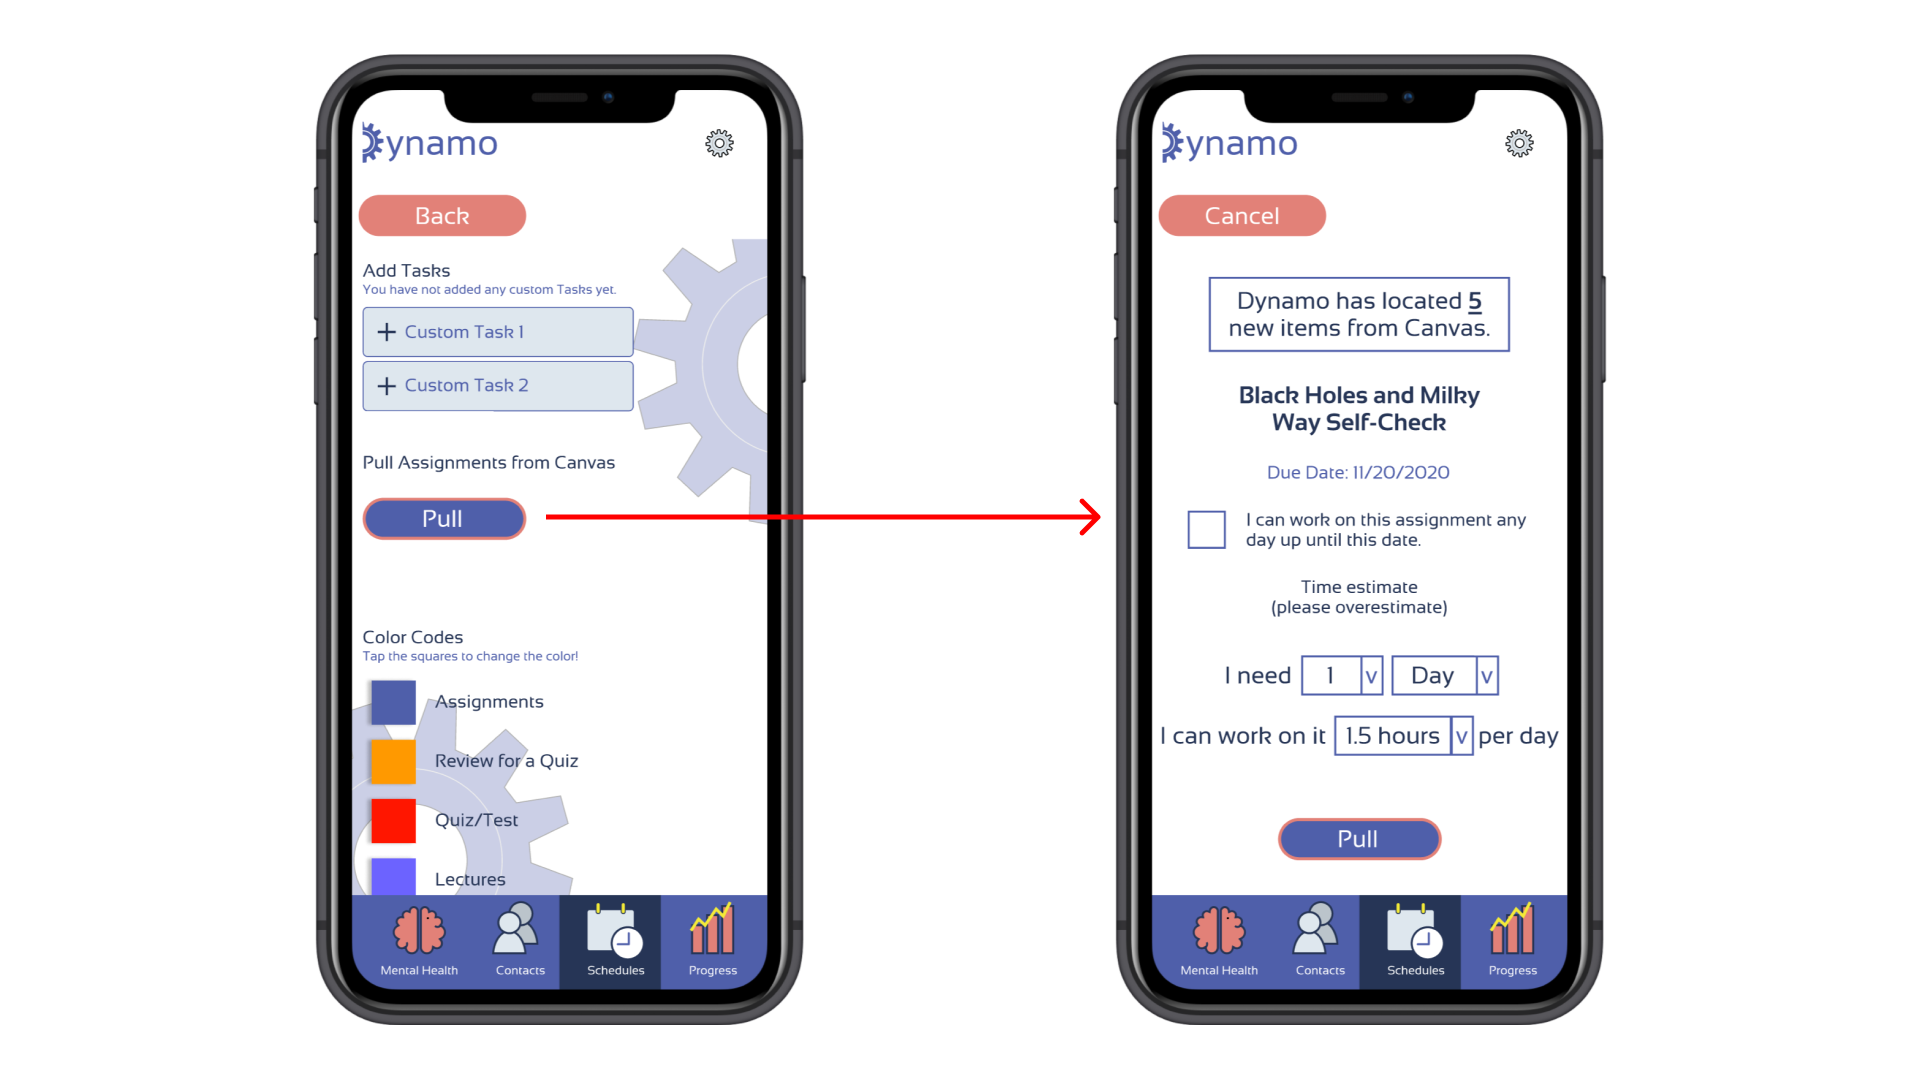 ynamo
Back
Add Tasks
You have not added any custom Tasks yet.
+ Custom Task 1
+ Custom Task 2
Pull Assignments from Canvas
Pull
Color Codes
Tap the squares to change the color!
Assignments
Review for a Quiz
Quiz/Test
Lectures
Mental Health
Contacts
Schedules
Progress
ynamo
Cancel
Dynamo has located 5
new items from Canvas.
Black Holes and Milky
Way Self-Check
Due Date: 11/20/2020
I can work on this assignment any
day up until this date.
Time estimate
(please overestimate)
I need 1 v Day v
I can work on it 1.5 hours v per day
Pull
Mental Health
Contacts
Schedules
Progress